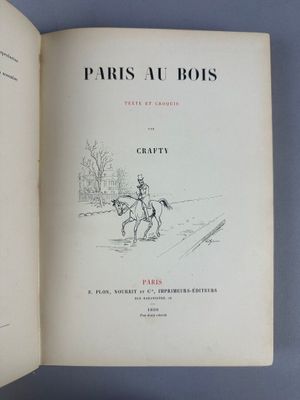 PARIS AU BOIS
TEXTE ET CROQUIS
PAR
CRAFTY
PARIS
E. PLON, NOURRIT ET Cie, IMPRIMEURS-ÉDITEURS
RUE GARANCIÈRE, 10
Tous droits réservés